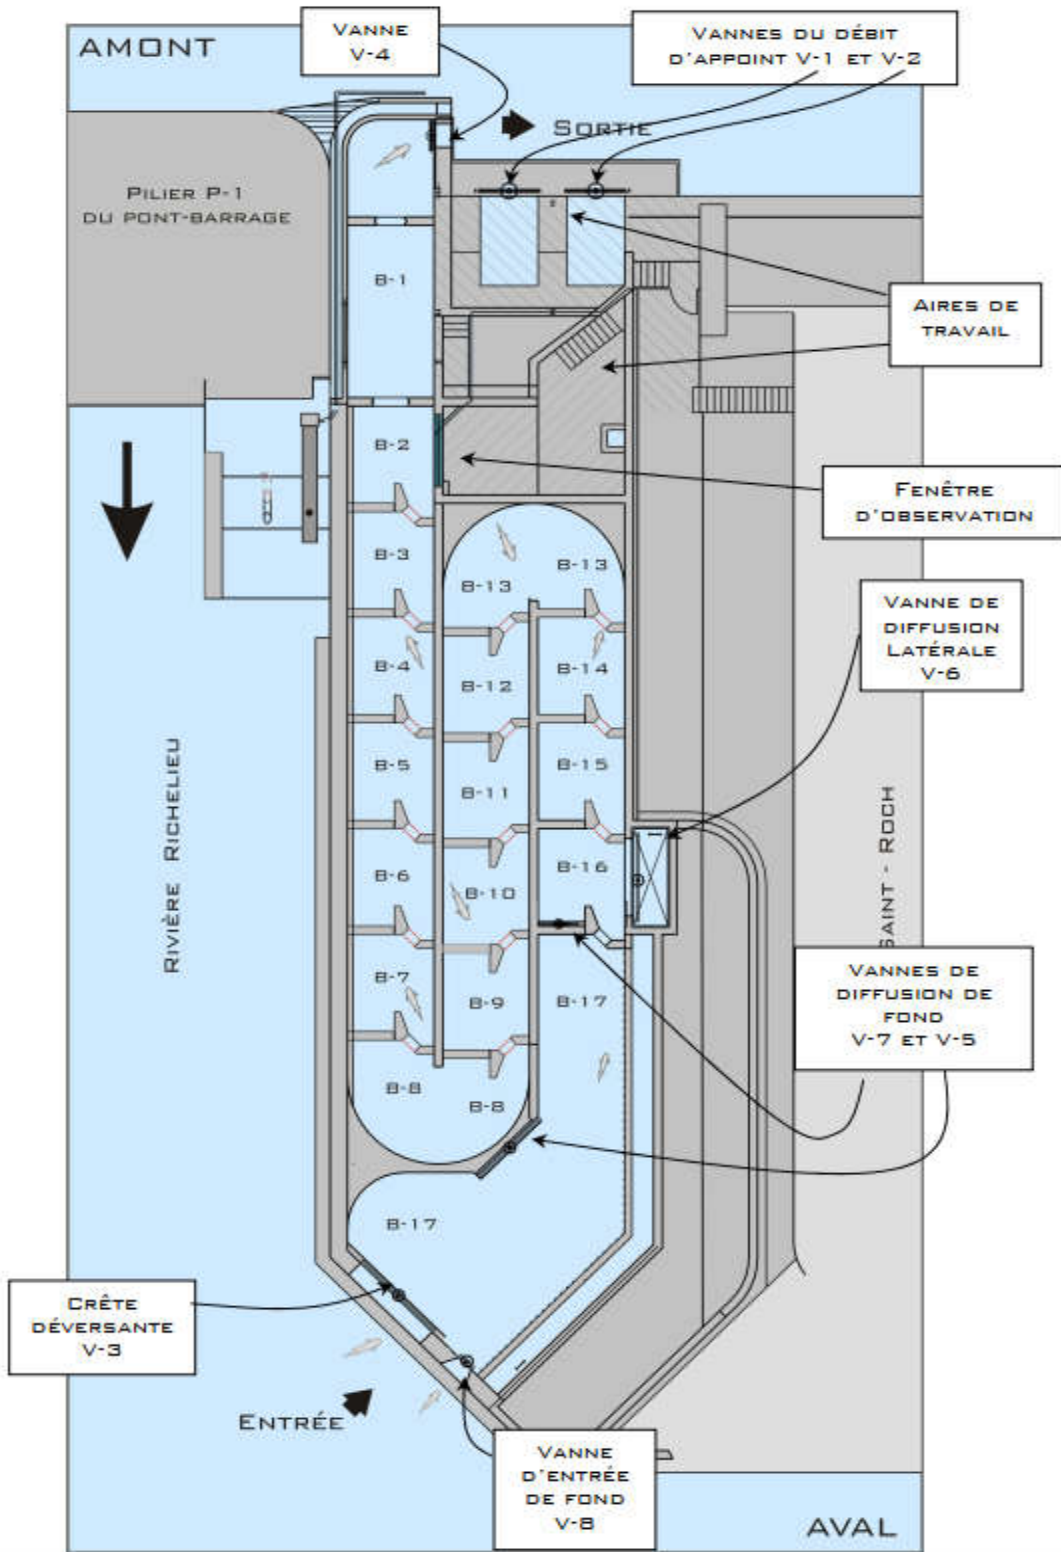 AMONT
VANNE
V-4
VANNES DU DÉBIT
D'APPOINT V-1 ET V-2
SORTIE
PILIER P-1
DU PONT-BARRAGE
B-1
AIRES DE
TRAVAIL
B-2
FENÊTRE
D'OBSERVATION
B-3
B-13
B-13
VANNE DE
DIFFUSION
LATÉRALE
V-6
B-4
B-12
B-14
B-5
B-11
B-15
RIVIÈRE RICHELIEU
B-6
B-10
B-16
SAINT - ROCH
B-7
B-9
B-17
VANNES DE
DIFFUSION DE
FOND
V-7 ET V-5
B-8
B-8
B-17
CRÊTE
DÉVERSANTE
V-3
ENTRÉE
VANNE
D'ENTRÉE
DE FOND
V-8
AVAL